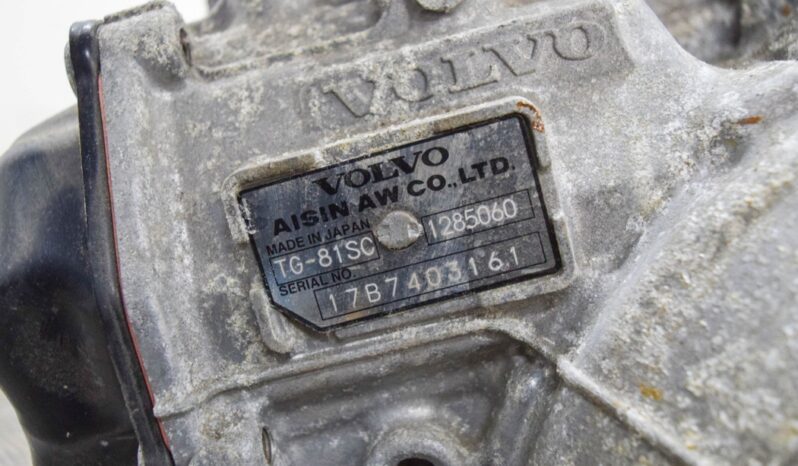 VOLVO
VOLVO
AISIN AW CO.,LTD.
MADE IN JAPAN
TG-81SC 1285060
SERIAL NO.
17B7403161